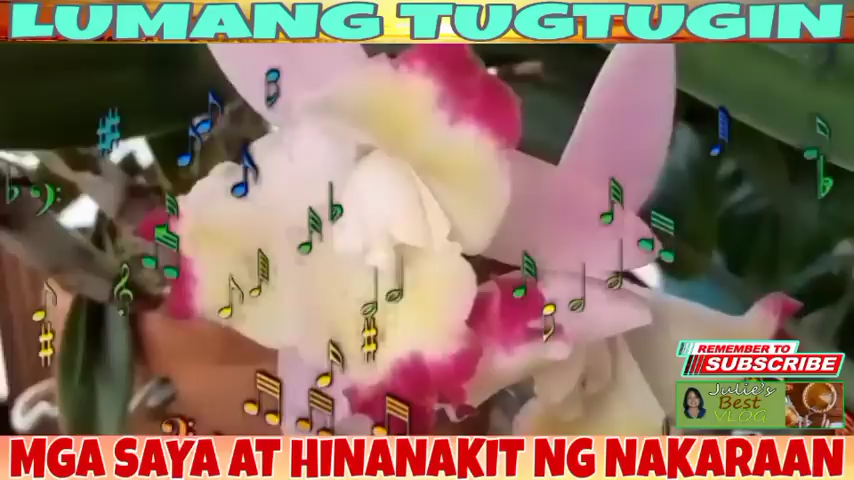 LUMANG TUGTUGIN
REMEMBER TO
SUBSCRIBE
Julie's
Best
VLOG
MGA SAYA AT HINANAKIT NG NAKARAAN